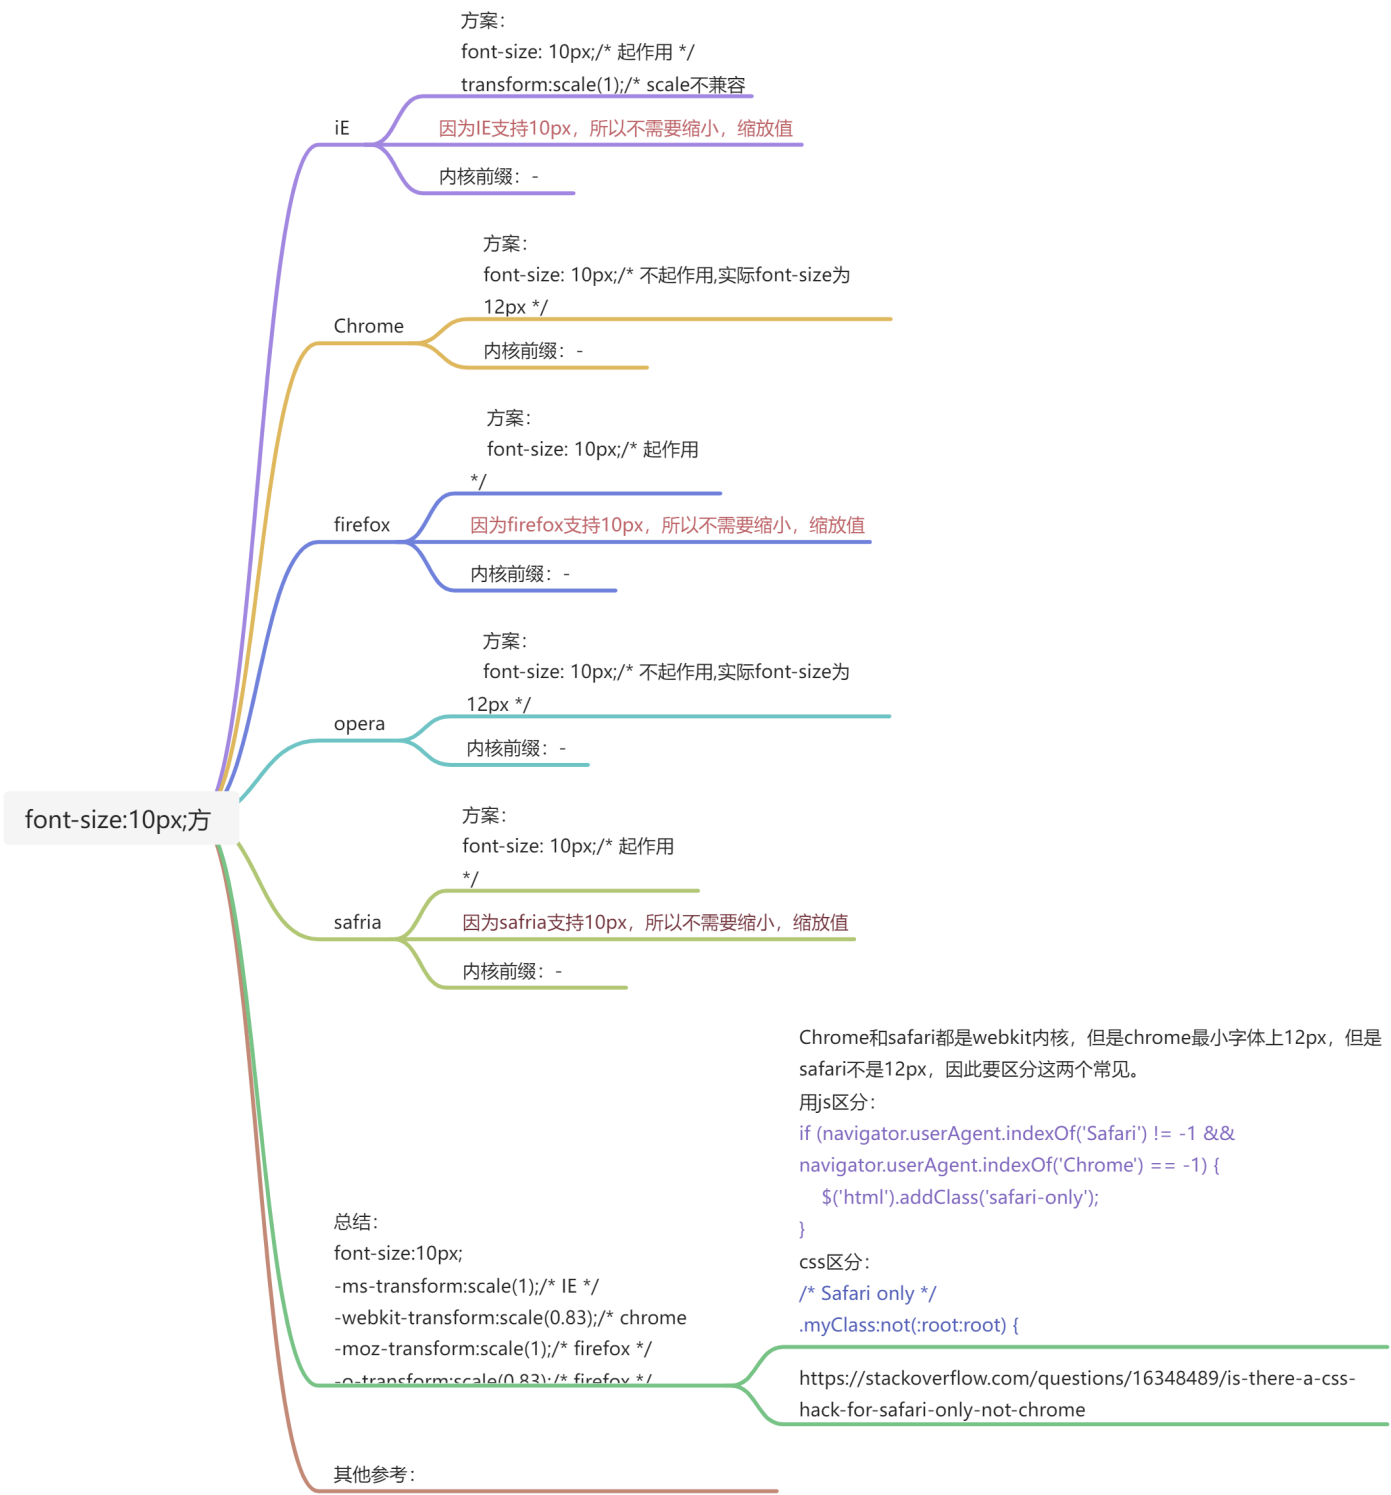 font-size:10px;方
iE
方案：
font-size: 10px;/* 起作用 */
transform:scale(1);/* scale不兼容
因为IE支持10px，所以不需要缩小，缩放值
内核前缀：-
Chrome
方案：
font-size: 10px;/* 不起作用,实际font-size为
12px */
内核前缀：-
firefox
方案：
font-size: 10px;/* 起作用
*/
因为firefox支持10px，所以不需要缩小，缩放值
内核前缀：-
opera
方案：
font-size: 10px;/* 不起作用,实际font-size为
12px */
内核前缀：-
safria
方案：
font-size: 10px;/* 起作用
*/
因为safria支持10px，所以不需要缩小，缩放值
内核前缀：-
总结：
font-size:10px;
-ms-transform:scale(1);/* IE */
-webkit-transform:scale(0.83);/* chrome
-moz-transform:scale(1);/* firefox */
-o-transform:scale(0.83);/* firefox */
Chrome和safari都是webkit内核，但是chrome最小字体上12px，但是
safari不是12px，因此要区分这两个常见。
用js区分：
if (navigator.userAgent.indexOf('Safari') != -1 &&
navigator.userAgent.indexOf('Chrome') == -1) {
$('html').addClass('safari-only');
}
css区分：
/* Safari only */
.myClass:not(:root:root) {
https://stackoverflow.com/questions/16348489/is-there-a-css-
hack-for-safari-only-not-chrome
其他参考：